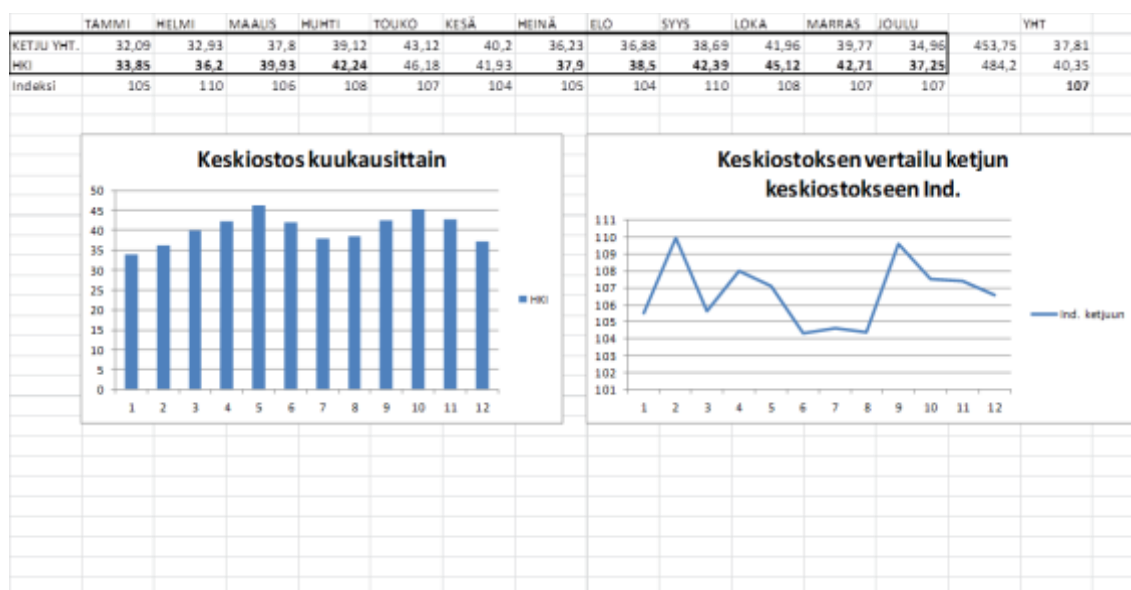 TAMMI HELMI MAALIS HUHTI TOUKO KESÄ HEINÄ ELO SYYS LOKA MARRAS JOULU YHT
KETJU YHT. 32,09 32,93 37,8 39,12 43,12 40,2 36,23 36,88 38,69 41,96 39,77 34,96 453,75 37,81
HKI 33,85 36,2 39,93 42,24 46,18 41,93 37,9 38,5 42,39 45,12 42,71 37,25 484,2 40,35
Indeksi 105 110 106 108 107 104 105 104 110 108 107 107 107
Keskiostos kuukausittain
50
45
40
35
30
25
20
15
10
5
0
1 2 3 4 5 6 7 8 9 10 11 12
HKI
Keskiostoksen vertailu ketjun
keskiostokseen Ind.
111
110
109
108
107
106
105
104
103
102
101
1 2 3 4 5 6 7 8 9 10 11 12
Ind. ketjuun